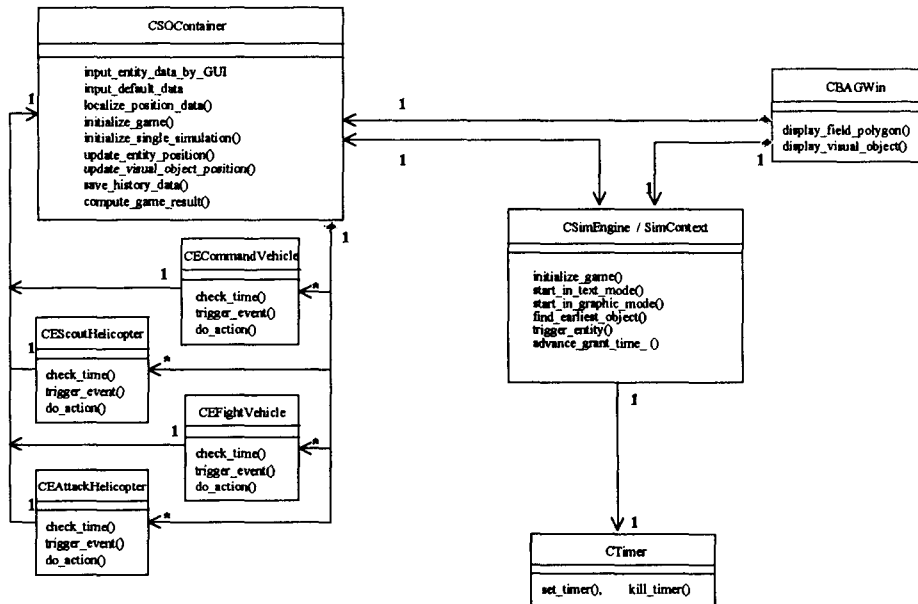 CSOContainer
input_entity_data_by_GUI
input_default_data
localize_position_data()
initialize_game()
initialize_single_simulation()
update_entity_position()
update_visual_object_position()
save_history_data()
compute_game_result()
1
1
1
1
CBAGWin
display_field_polygon()
display_visual_object()
1
1
CSimEngine / SimContext
initialize_game()
start_in_text_mode()
start_in_graphic_mode()
find_earliest_object()
trigger_entity()
advance_grant_time_ ()
1
1
CTimer
set_timer(), kill_timer()
CECommandVehicle
check_time()
trigger_event()
do_action()
1
*
CEScoutHelicopter
check_time()
trigger_event()
do_action()
1
*
CEFightVehicle
check_time()
trigger_event()
do_action()
1
*
CEAttackHelicopter
check_time()
trigger_event()
do_action()
1
*